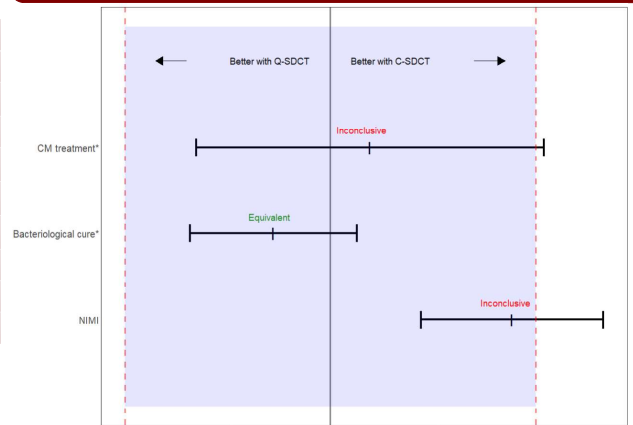 Better with Q-SDCT Better with C-SDCT
Inconclusive
CM treatment*
Equivalent
Bacteriological cure*
Inconclusive
NIMI